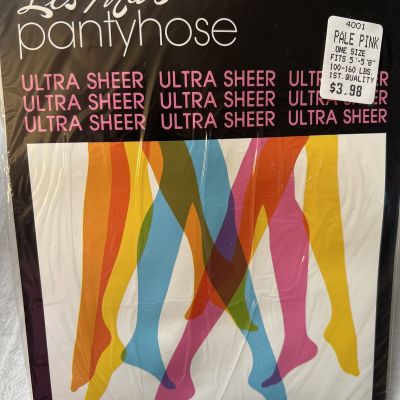 pantyhose
4001
PALE PINK
ONE SIZE
FITS 5'-5'8"
100-160 LBS.
1ST. QUALITY
$3.98
ULTRA SHEER ULTRA SHEER ULTRA SHEER
ULTRA SHEER ULTRA SHEER ULTRA SHEER
ULTRA SHEER ULTRA SHEER ULTRA SHEER